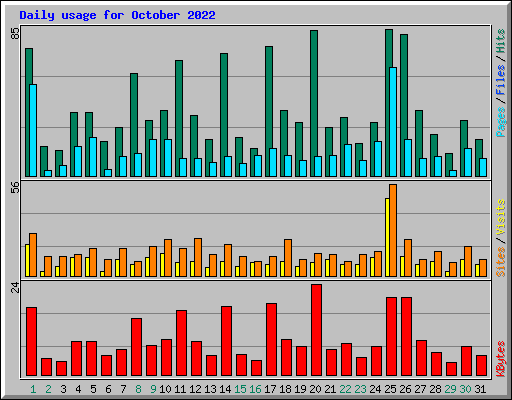 Daily usage for October 2022
85
Pages / Files / Hits
56
Sites / Visits
24
KBytes
1 2 3 4 5 6 7 8 9 10 11 12 13 14 15 16 17 18 19 20 21 22 23 24 25 26 27 28 29 30 31